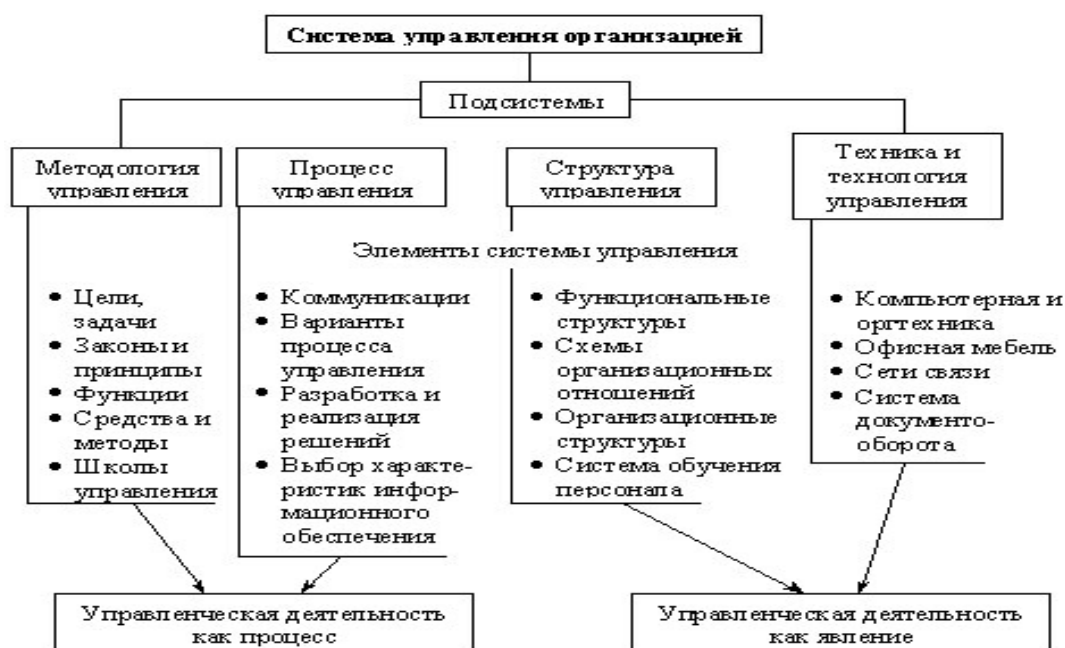 Система управления организацией
Подсистемы
Методология
управления
Процесс
управления
Структура
управления
Техника и
технология
управления
Элементы системы управления
• Цели,
задачи
• Законы и
принципы
• Функции
• Средства и
методы
• Школы
управления
• Коммуникации
• Варианты
процесса
управления
• Разработка и
реализация
решений
• Выбор характе-
ристик инфор-
мационного
обеспечения
• Функциональные
структуры
• Схемы
организационных
отношений
• Организационные
структуры
• Система обучения
персонала
• Компьютерная и
оргтехника
• Офисная мебель
• Сети связи
• Система
документо-
оборота
Управленческая деятельность
как процесс
Управленческая деятельность
как явление